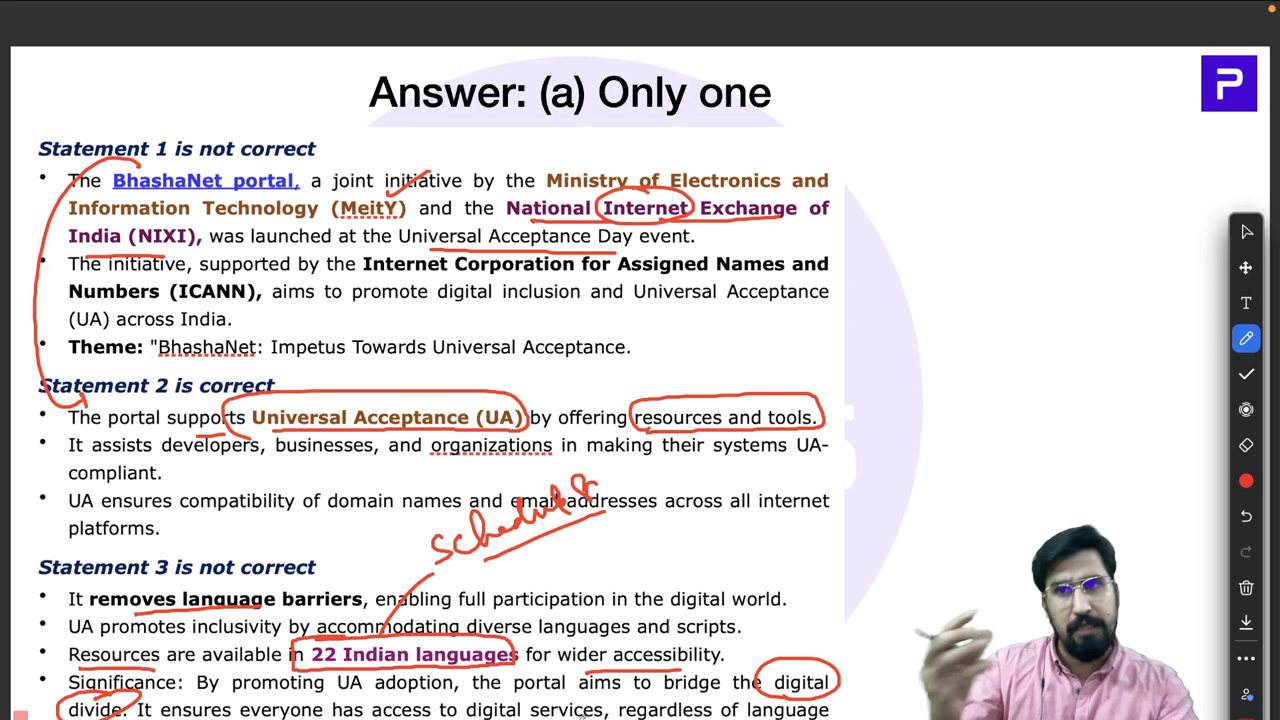 Answer: (a) Only one
P
Statement 1 is not correct
• The BhashaNet portal, a joint initiative by the Ministry of Electronics and
Information Technology (MeitY) and the National Internet Exchange of
India (NIXI), was launched at the Universal Acceptance Day event.
• The initiative, supported by the Internet Corporation for Assigned Names and
Numbers (ICANN), aims to promote digital inclusion and Universal Acceptance
(UA) across India.
• Theme: "BhashaNet: Impetus Towards Universal Acceptance.
Statement 2 is correct
• The portal supports Universal Acceptance (UA) by offering resources and tools.
• It assists developers, businesses, and organizations in making their systems UA-
compliant.
• UA ensures compatibility of domain names and email addresses across all internet
platforms.
Schedule 8
Statement 3 is not correct
• It removes language barriers, enabling full participation in the digital world.
• UA promotes inclusivity by accommodating diverse languages and scripts.
• Resources are available in 22 Indian languages for wider accessibility.
• Significance: By promoting UA adoption, the portal aims to bridge the digital
divide. It ensures everyone has access to digital services, regardless of language
T